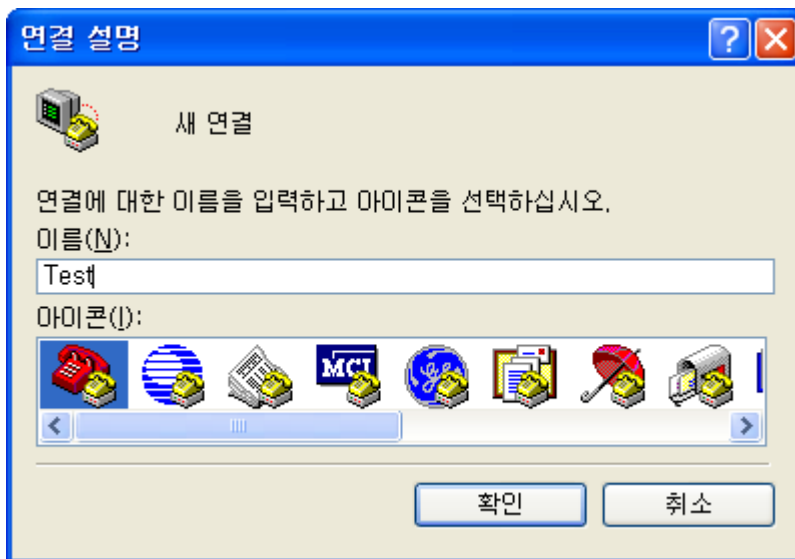 연결 설명
새 연결
연결에 대한 이름을 입력하고 아이콘을 선택하십시오.
이름(N):
Test
아이콘(I):
MCI
확인 취소